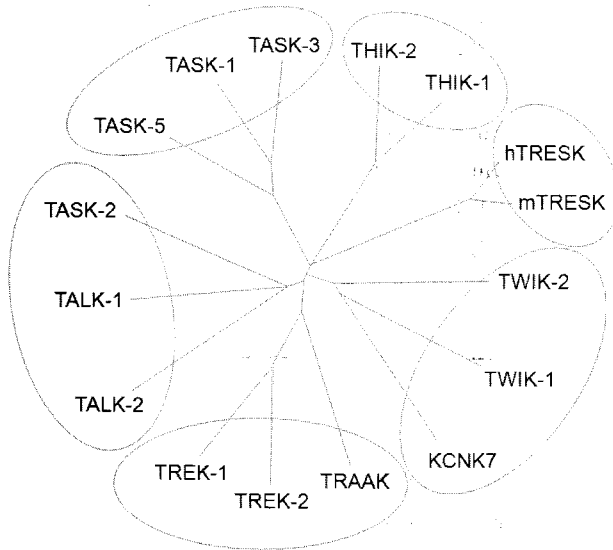 TASK-3
TASK-1
TASK-5
THIK-2
THIK-1
hTRESK
mTRESK
TASK-2
TALK-1
TALK-2
TWIK-2
TWIK-1
KCNK7
TREK-1
TREK-2
TRAAK